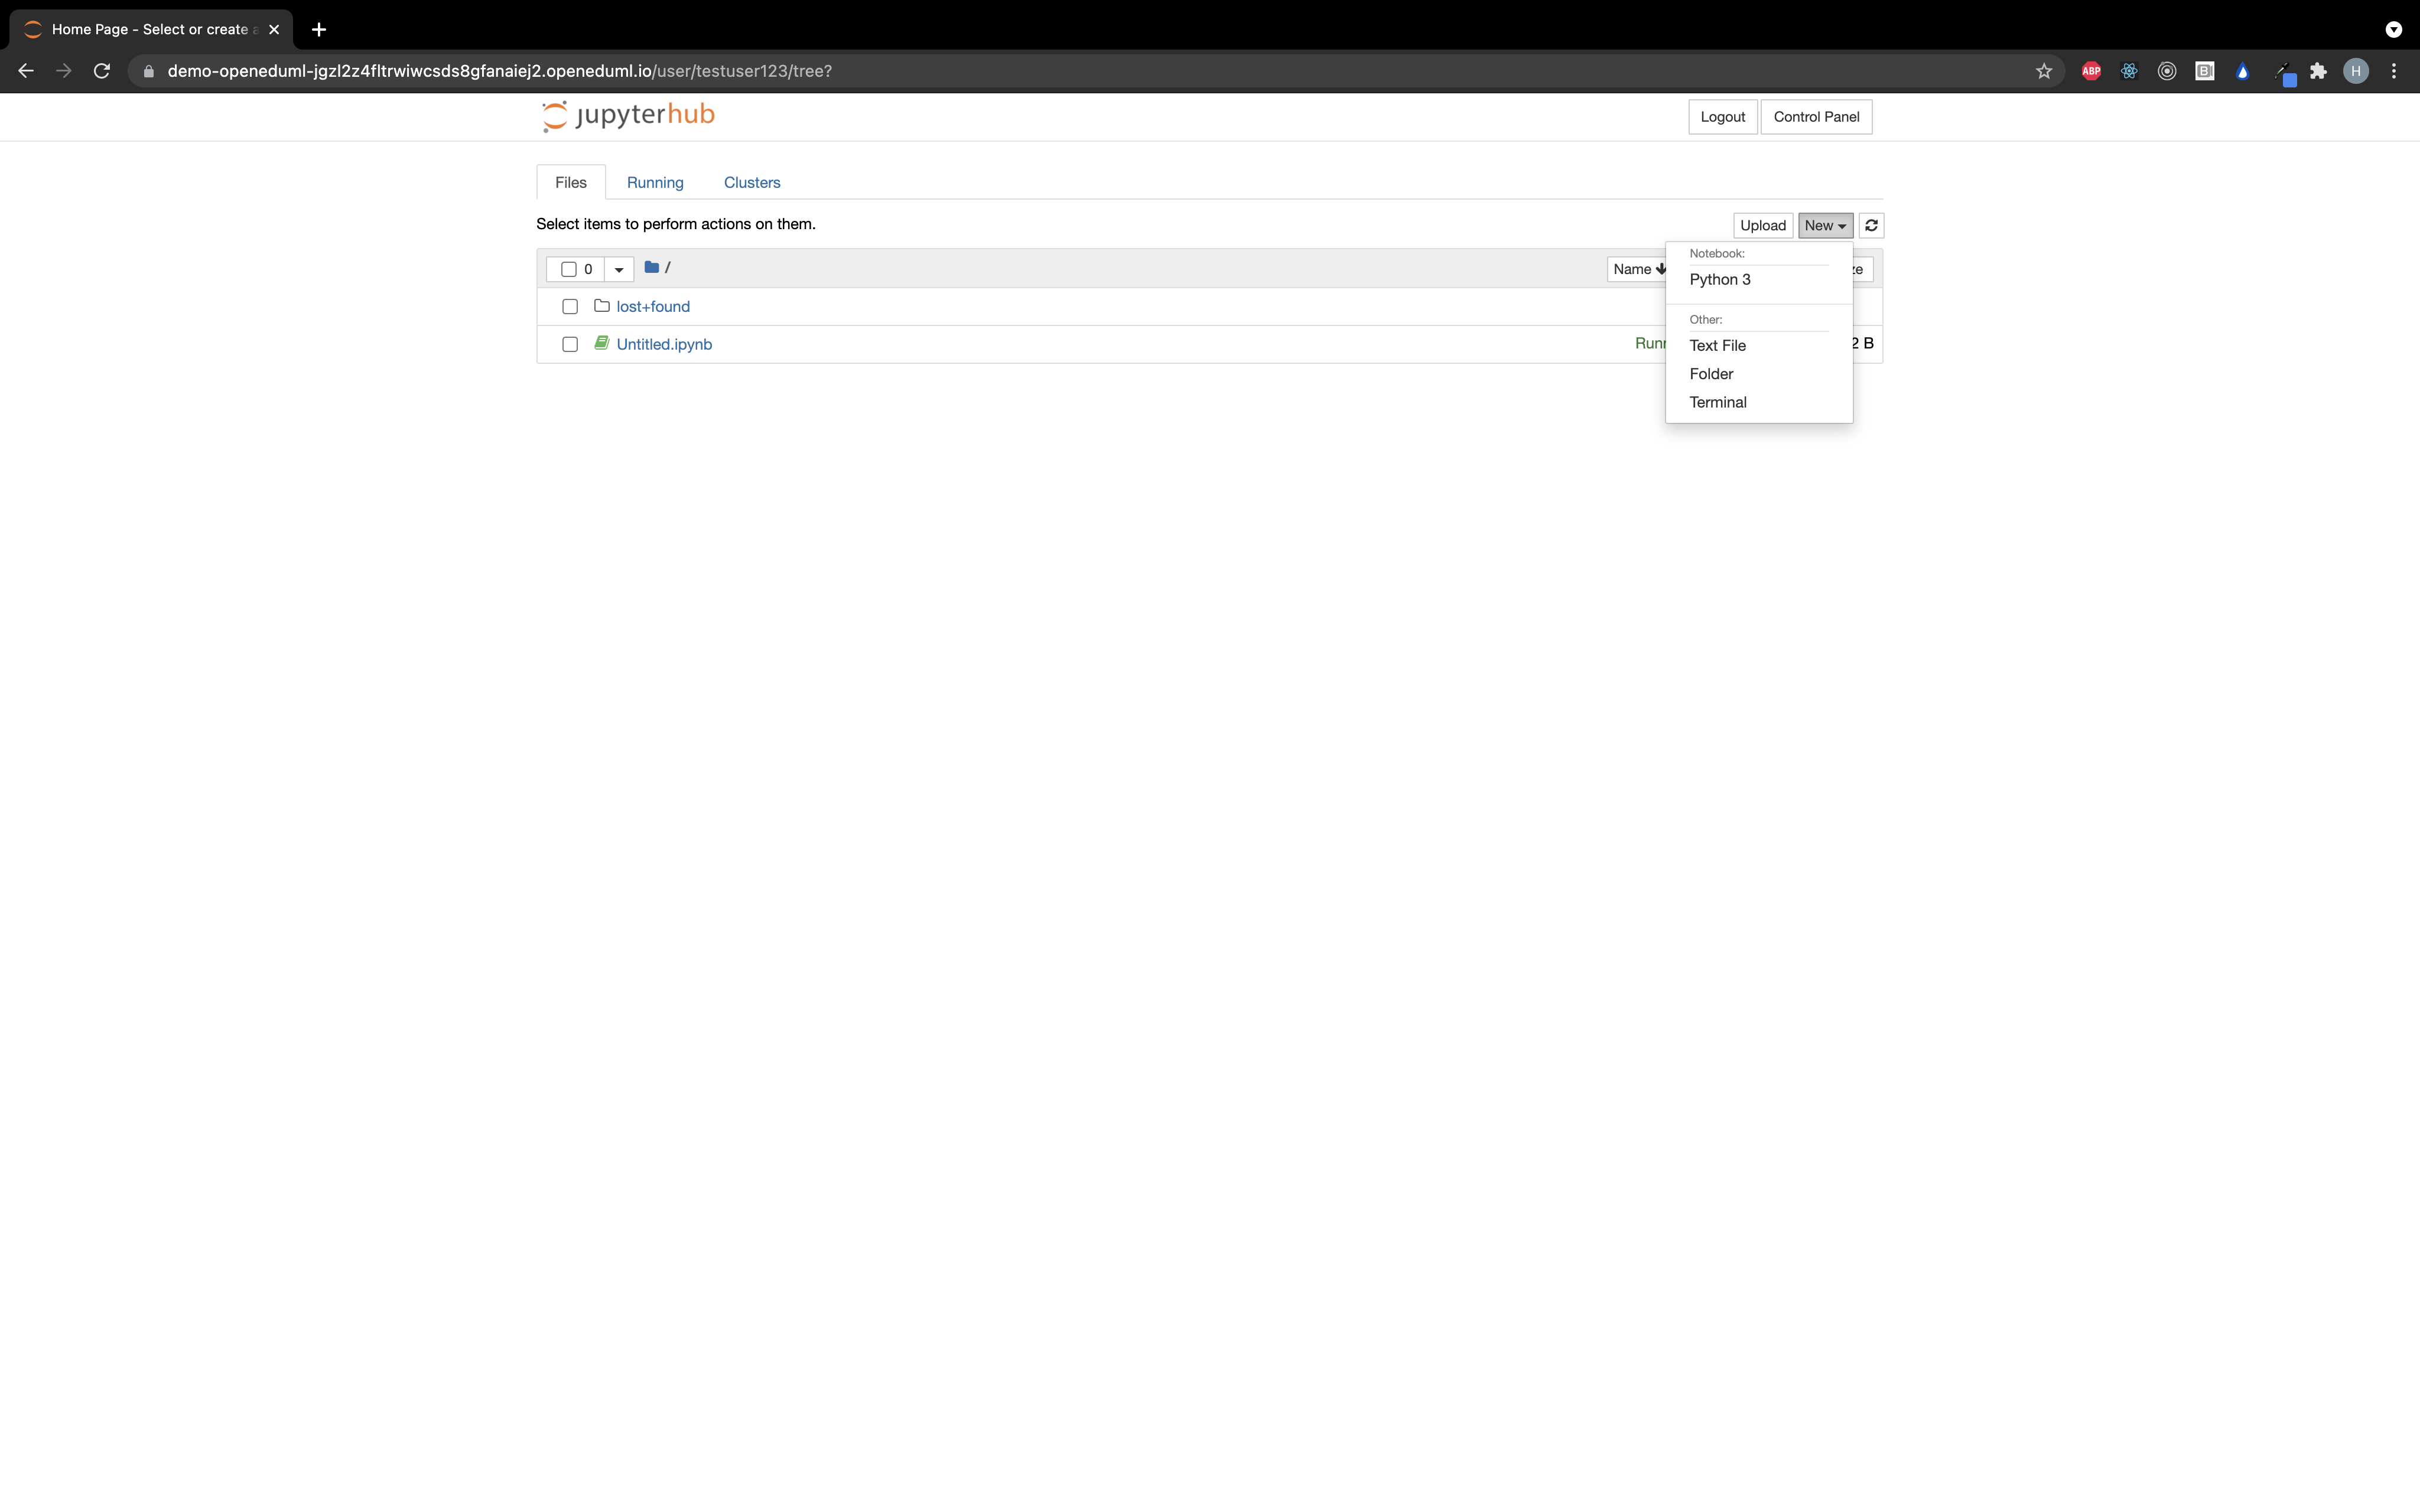 Home Page - Select or create a
demo-openeduml-jgzl2z4fltrwiwcsds8gfanaiej2.openeduml.io/user/testuser123/tree?
ABP
H
jupyterhub
Logout
Control Panel
Files
Running
Clusters
Select items to perform actions on them.
Upload
New
0
/
Name
ze
Notebook:
Python 3
lost+found
Other:
Untitled.ipynb
Runn
2 B
Text File
Folder
Terminal